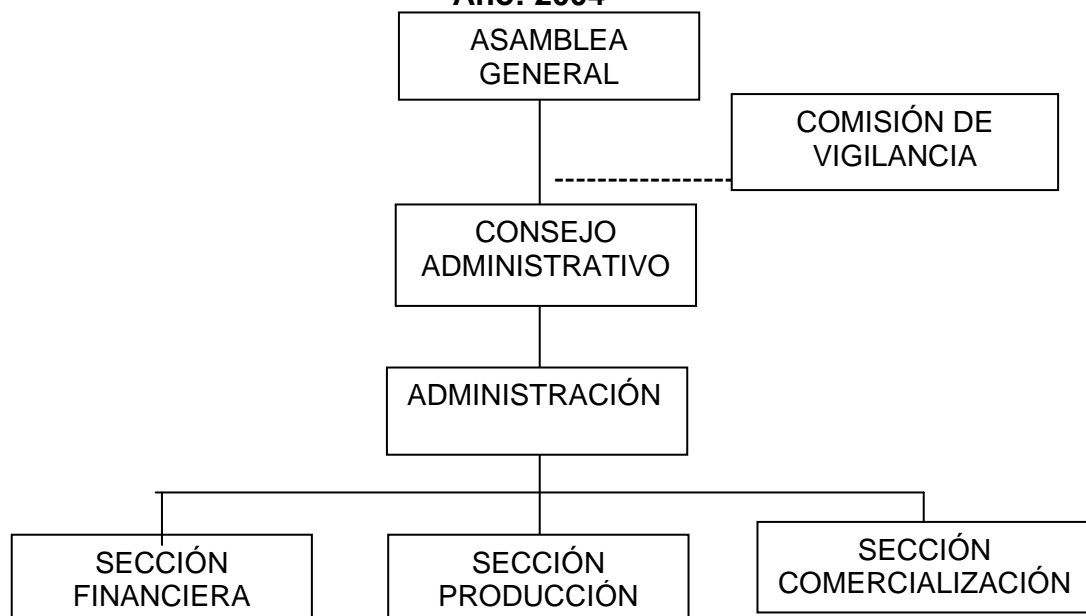 ASAMBLEA
GENERAL
COMISIÓN DE
VIGILANCIA
CONSEJO
ADMINISTRATIVO
ADMINISTRACIÓN
SECCIÓN
FINANCIERA
SECCIÓN
PRODUCCIÓN
SECCIÓN
COMERCIALIZACIÓN